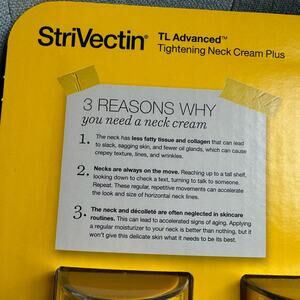 StriVectin® TL Advanced™
Tightening Neck Cream Plus
3 REASONS WHY
you need a neck cream
1. The neck has less fatty tissue and collagen that can lead
to slack, sagging skin, and fewer oil glands, which can cause
crepey texture, lines, and wrinkles.
2. Necks are always on the move. Reaching up to a tall shelf,
looking down to check a text, turning to talk to someone.
Repeat. These regular, repetitive movements can accelerate
the look and size of horizontal neck lines.
3. The neck and décolleté are often neglected in skincare
routines. This can lead to accelerated signs of aging. Applying
a regular moisturizer to your neck is better than nothing, but it
won't give this delicate skin what it needs to be its best.